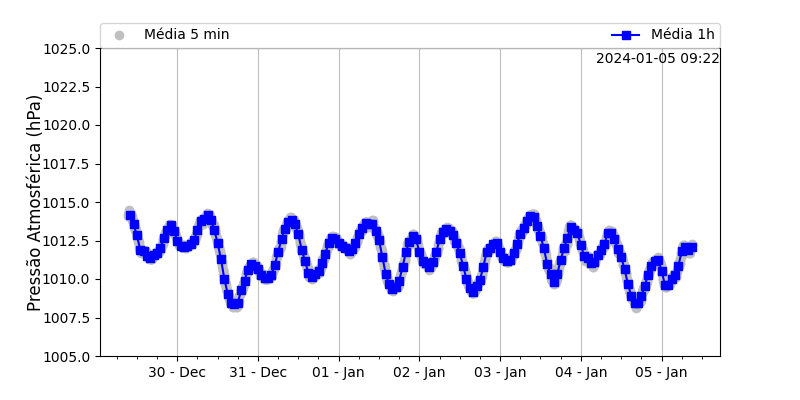 Média 5 min
Média 1h
2024-01-05 09:22
Pressão Atmosférica (hPa)
1025.0
1022.5
1020.0
1017.5
1015.0
1012.5
1010.0
1007.5
1005.0
30 - Dec
31 - Dec
01 - Jan
02 - Jan
03 - Jan
04 - Jan
05 - Jan